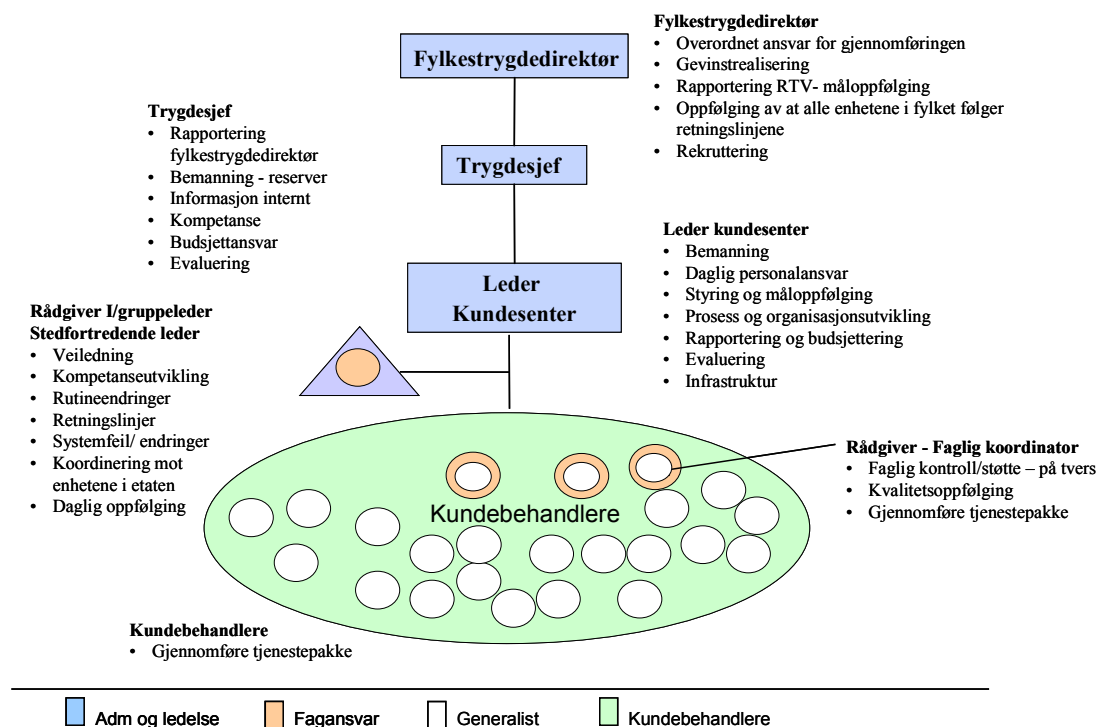 Fylkestrygdedirektør
Fylkestrygdedirektør
• Overordnet ansvar for gjennomføringen
• Gevinstrealisering
• Rapportering RTV- måloppfølging
• Oppfølging av at alle enhetene i fylket følger
retningslinjene
• Rekruttering
Trygdesjef
• Rapportering
fylkestrygdedirektør
• Bemanning - reserver
• Informasjon internt
• Kompetanse
• Budsjettansvar
• Evaluering
Trygdesjef
Leder kundesenter
• Bemanning
• Daglig personalansvar
• Styring og måloppfølging
• Prosess og organisasjonsutvikling
• Rapportering og budsjettering
• Evaluering
• Infrastruktur
Leder
Kundesenter
Rådgiver I/gruppeleder
Stedfortredende leder
• Veiledning
• Kompetanseutvikling
• Rutineendringer
• Retningslinjer
• Systemfeil/ endringer
• Koordinering mot
enhetene i etaten
• Daglig oppfølging
Rådgiver - Faglig koordinator
• Faglig kontroll/støtte – på tvers
• Kvalitetsoppfølging
• Gjennomføre tjenestepakke
Kundebehandlere
Kundebehandlere
• Gjennomføre tjenestepakke
Adm og ledelse
Fagansvar
Generalist
Kundebehandlere